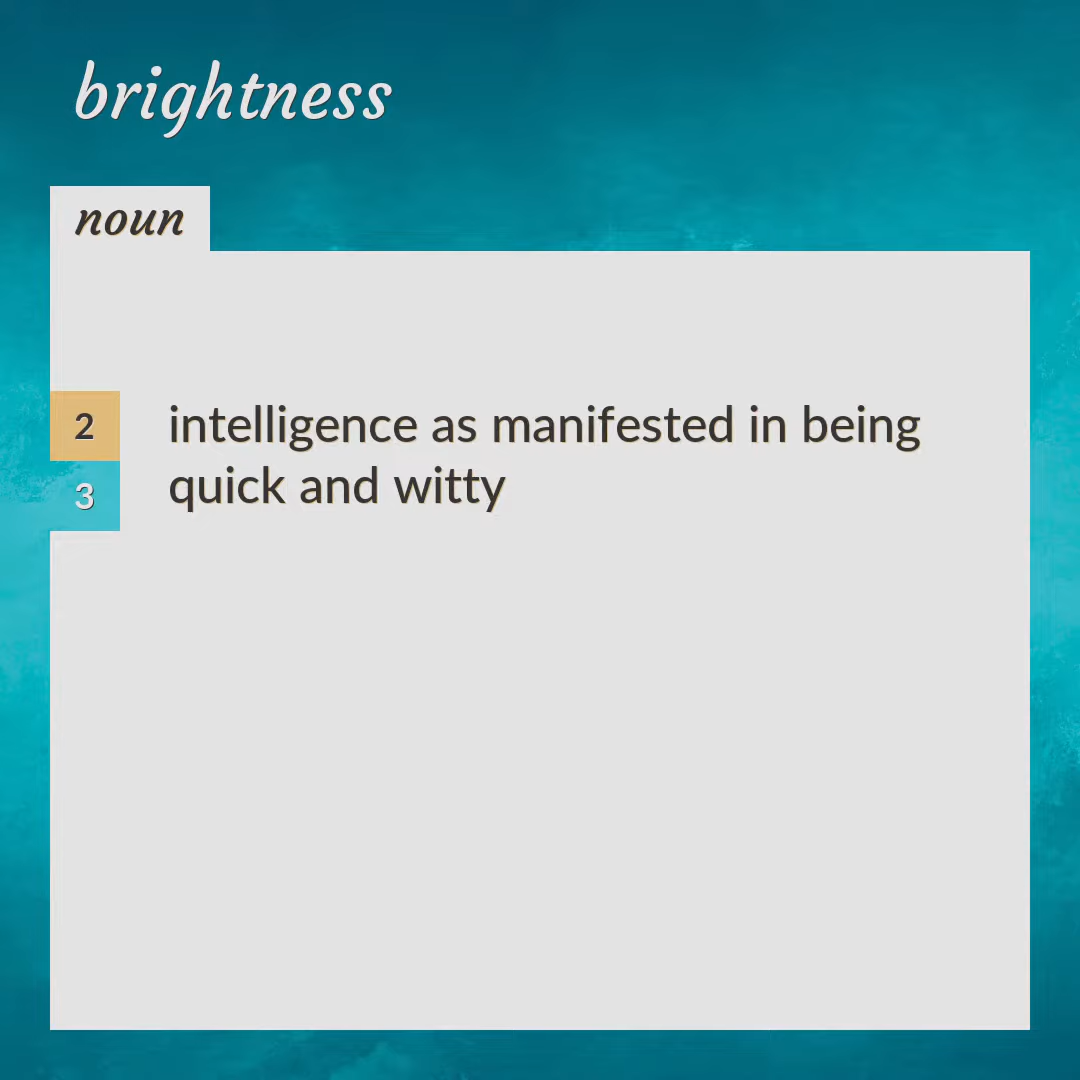 brightness
noun
2
intelligence as manifested in being
quick and witty
3